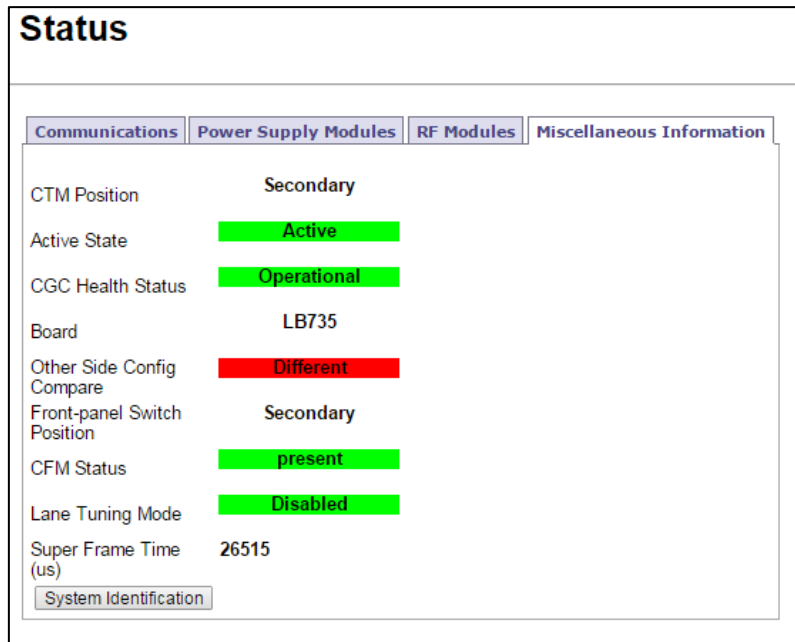 Status
Communications Power Supply Modules RF Modules Miscellaneous Information
CTM Position Secondary
Active State Active
CGC Health Status Operational
Board LB735
Other Side Config Different
Compare
Front-panel Switch Secondary
Position
CFM Status present
Lane Tuning Mode Disabled
Super Frame Time 26515
(us)
System Identification